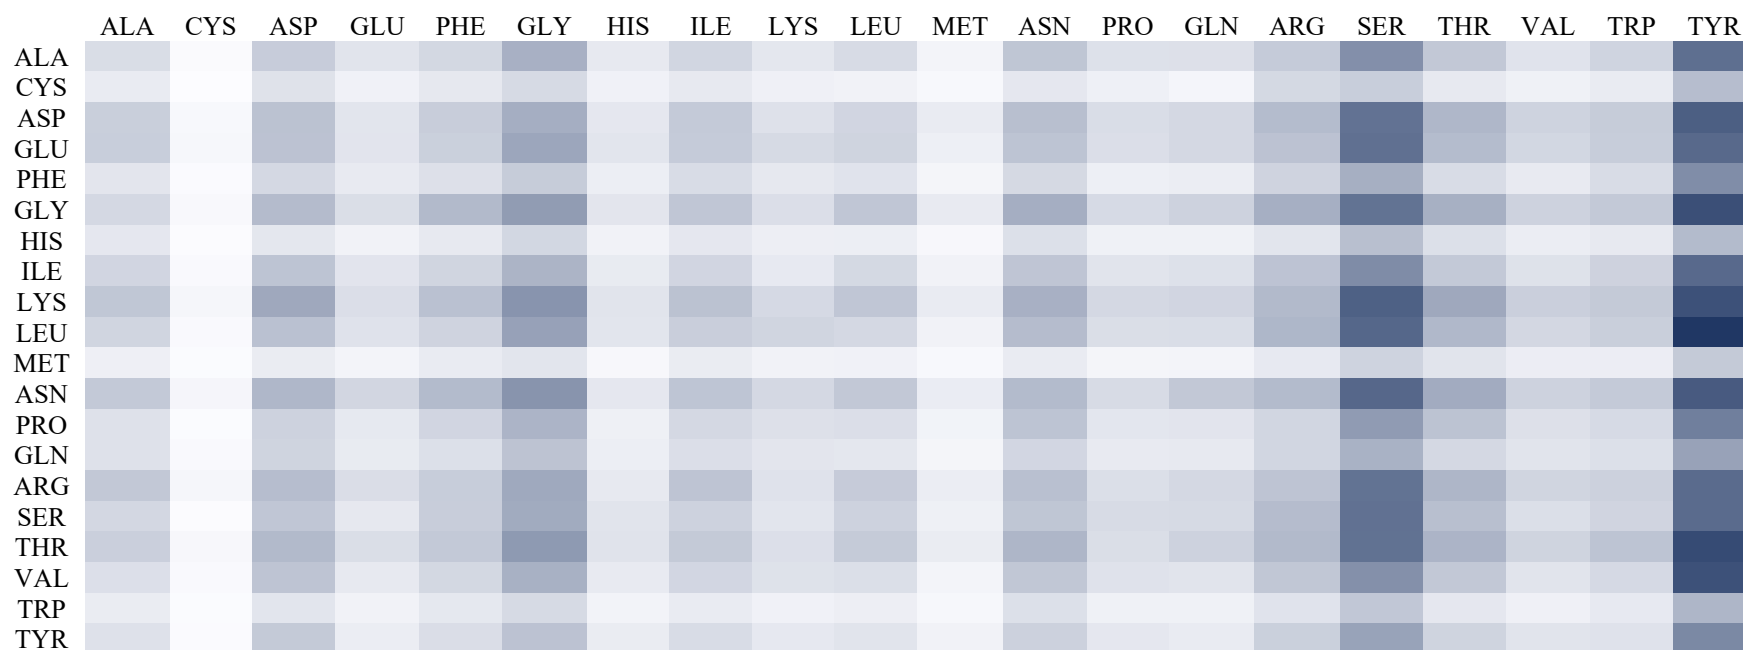 ALA CYS ASP GLU PHE GLY HIS ILE LYS LEU MET ASN PRO GLN ARG SER THR VAL TRP TYR
ALA
CYS
ASP
GLU
PHE
GLY
HIS
ILE
LYS
LEU
MET
ASN
PRO
GLN
ARG
SER
THR
VAL
TRP
TYR